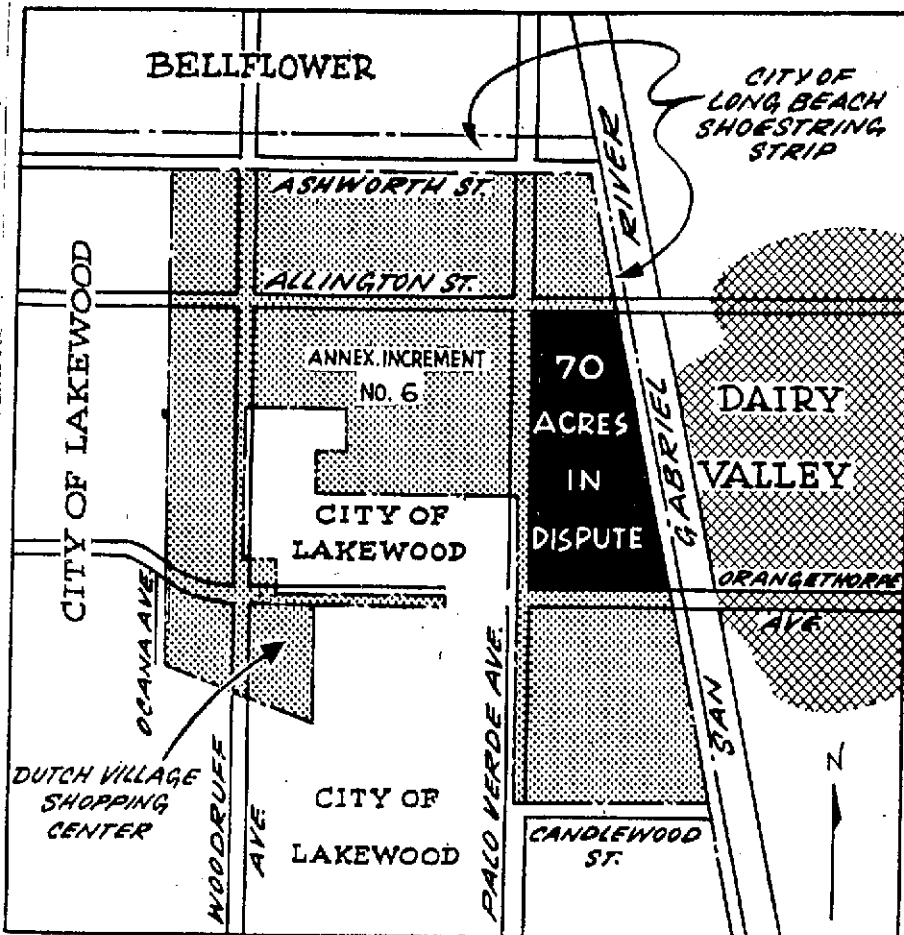 BELLFLOWER
CITY OF
LONG BEACH
SHOESTRING
STRIP
ASHWORTH ST.
ALLINGTON ST.
CITY OF LAKEWOOD
ANNEX. INCREMENT
NO. 6
70
ACRES
IN
DISPUTE
SAN GABRIEL RIVER
DAIRY
VALLEY
CITY OF
LAKEWOOD
ORANGETHORPE
AVE.
OCANA AVE.
DUTCH VILLAGE
SHOPPING
CENTER
WOODRUFF
AVE.
CITY OF
LAKEWOOD
PALO VERDE AVE.
CANDLEWOOD
ST.
N